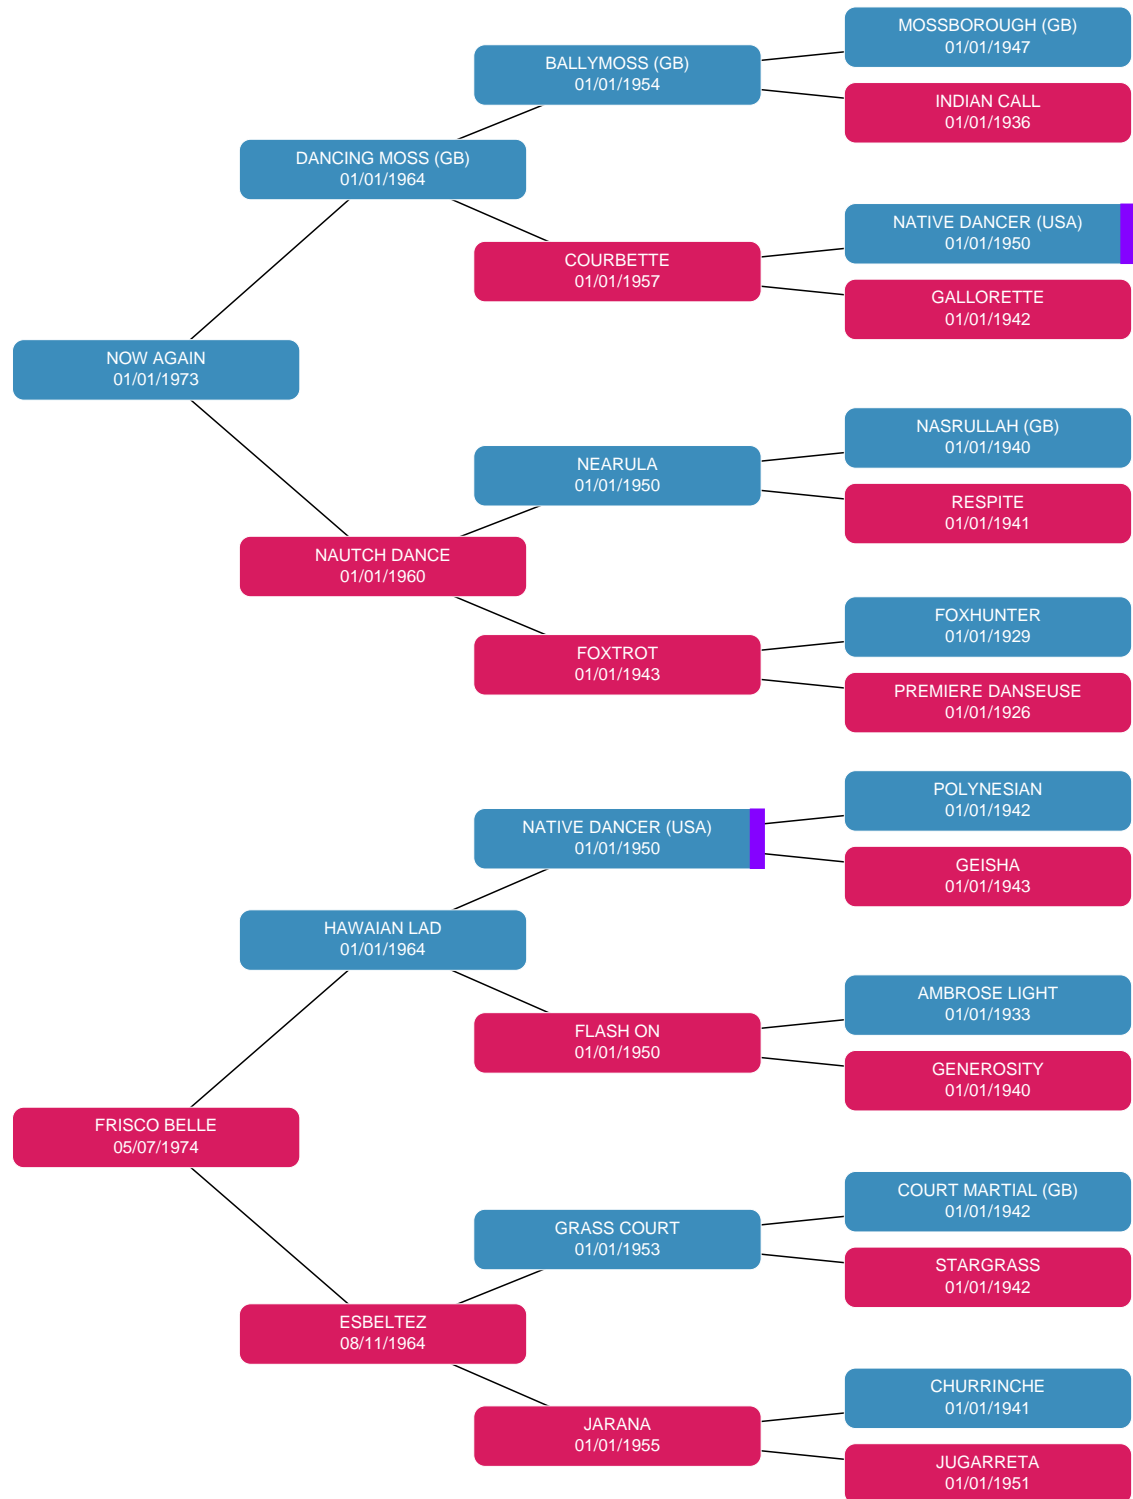 MOSSBOROUGH (GB)
01/01/1947
BALLYMOSS (GB)
01/01/1954
INDIAN CALL
01/01/1936
DANCING MOSS (GB)
01/01/1964
NATIVE DANCER (USA)
01/01/1950
COURBETTE
01/01/1957
GALLORETTE
01/01/1942
NOW AGAIN
01/01/1973
NASRULLAH (GB)
01/01/1940
NEARULA
01/01/1950
RESPITE
01/01/1941
NAUTCH DANCE
01/01/1960
FOXHUNTER
01/01/1929
FOXTROT
01/01/1943
PREMIERE DANSEUSE
01/01/1926
POLYNESIAN
01/01/1942
NATIVE DANCER (USA)
01/01/1950
GEISHA
01/01/1943
HAWAIAN LAD
01/01/1964
AMBROSE LIGHT
01/01/1933
FLASH ON
01/01/1950
GENEROSITY
01/01/1940
FRISCO BELLE
05/07/1974
COURT MARTIAL (GB)
01/01/1942
GRASS COURT
01/01/1953
STARGRASS
01/01/1942
ESBELTEZ
08/11/1964
CHURRINCHE
01/01/1941
JARANA
01/01/1955
JUGARRETA
01/01/1951